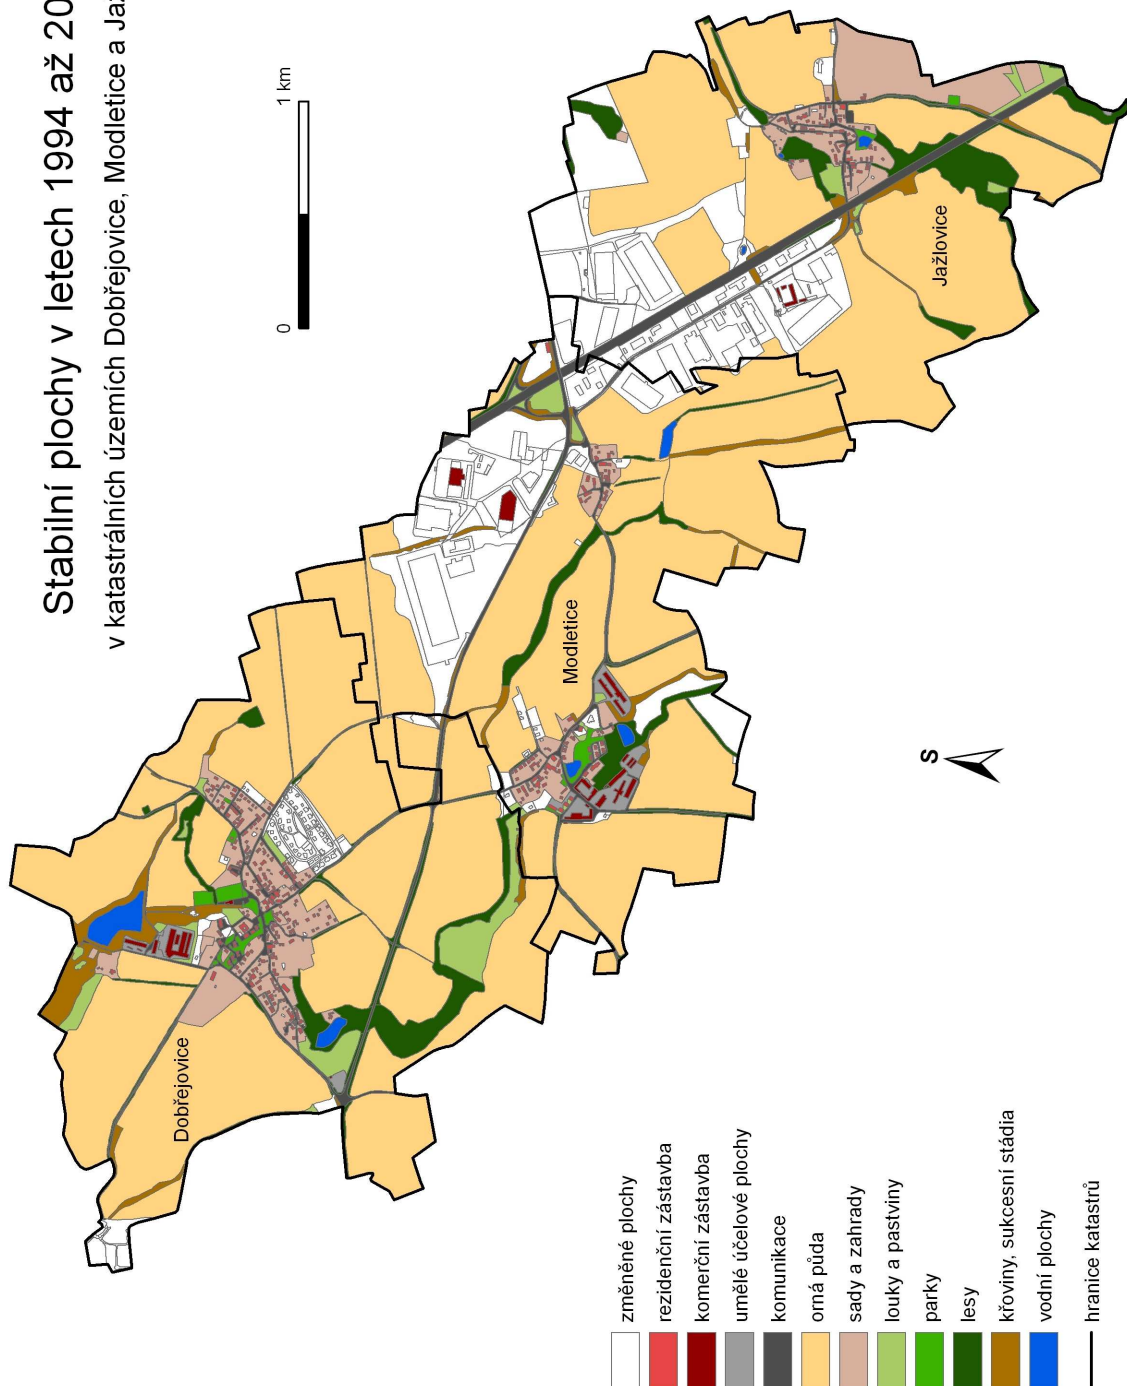 Stabilní plochy v letech 1994 až 20
v katastrálních územích Dobřejovice, Modletice a Jaž
0
1 km
Dobřejovice
Modletice
Jažlovice
S
změněné plochy
rezidenční zástavba
komerční zástavba
umělé účelové plochy
komunikace
orná půda
sady a zahrady
louky a pastviny
parky
lesy
křoviny, sukcesní stádia
vodní plochy
hranice katastrů